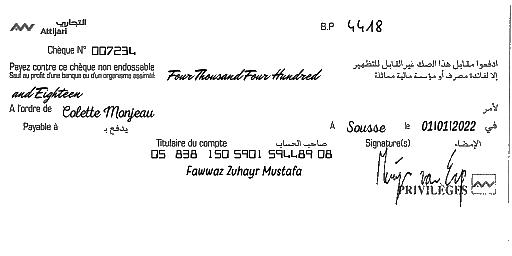 التجاري
Attijari
B.P 4418
Chèque N° 007234
Payez contre ce chèque non endossable
Sauf au profit d'une banque ou d'un organisme assimilé
Four Thousand Four Hundred
ادفعوا مقابل هذا الصك غير القابل للتظهير
إلا لفائدة مصرف أو مؤسسة مالية مماثلة
and Eighteen
A l'ordre de Colette Monjeau
لأمر
Payable à
يدفع بـ
A Sousse le 01/01/2022 في
Titulaire du compte صاحب الحساب
Signature(s) الإمضاء
05 838 150 5901 594489 08
Fawwaz Zuhayr Mustafa
PRIVILEGES